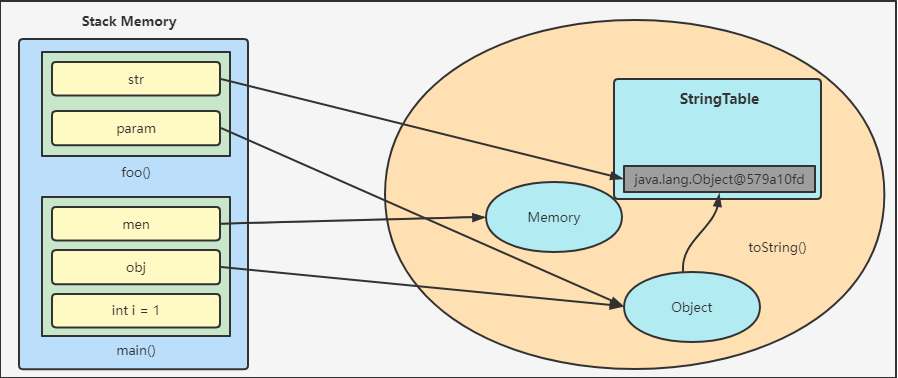 Stack Memory
str
param
foo()
men
obj
int i = 1
main()
StringTable
java.lang.Object@579a10fd
Memory
toString()
Object